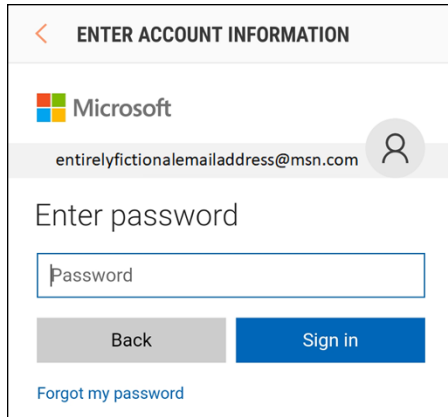 ENTER ACCOUNT INFORMATION
Microsoft
entirelyfictionalemailaddress@msn.com
Enter password
Password
Back Sign in
Forgot my password